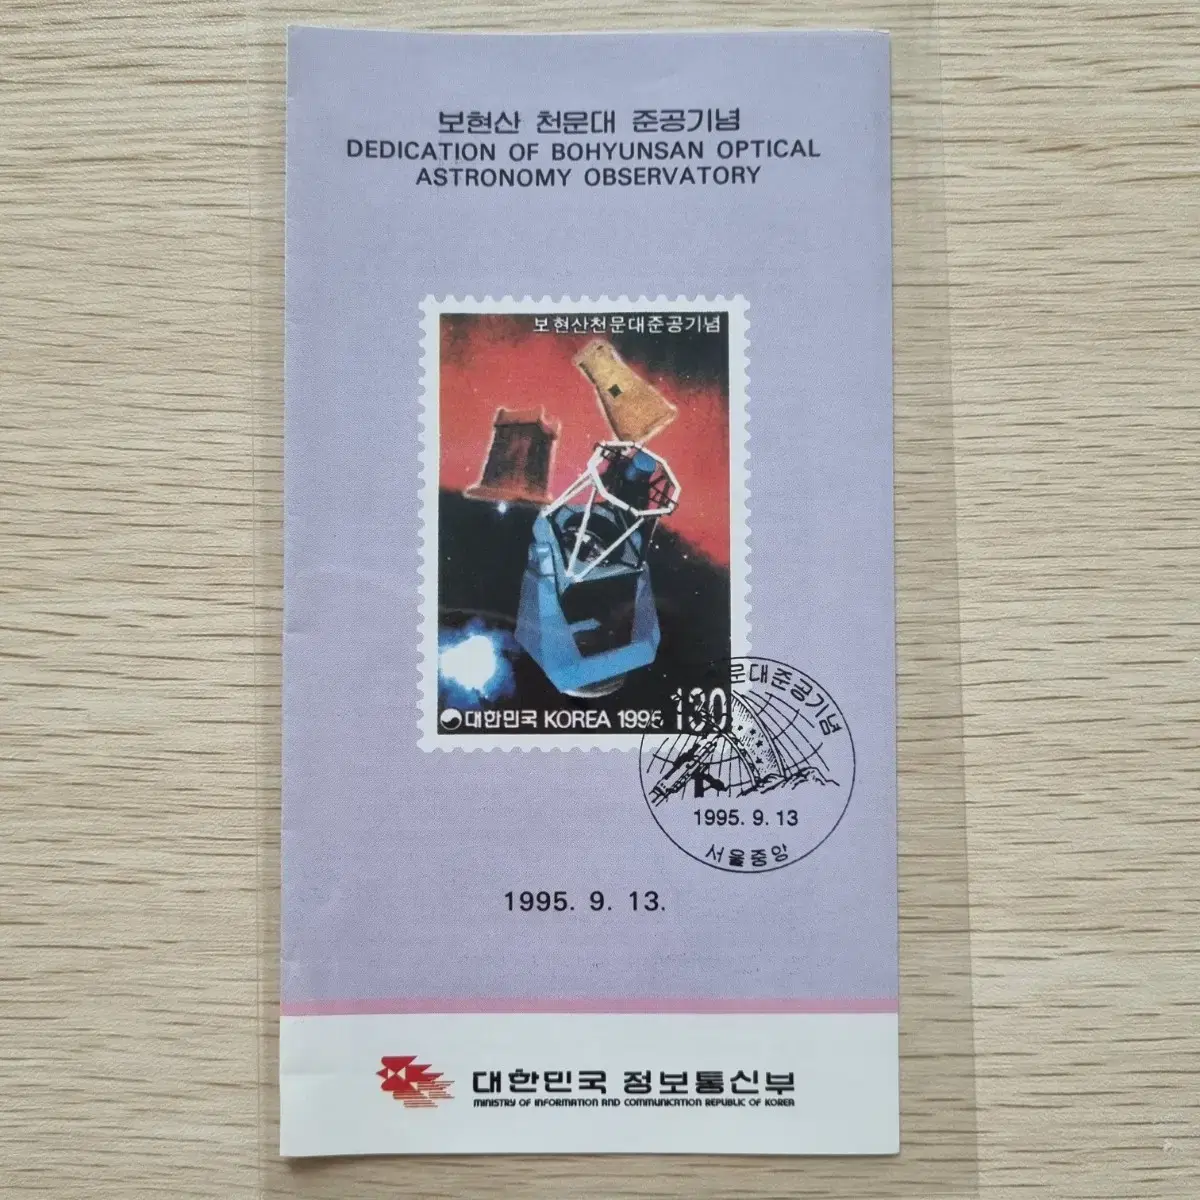 보현산 천문대 준공기념
DEDICATION OF BOHYUNSAN OPTICAL
ASTRONOMY OBSERVATORY
보현산천문대준공기념
대한민국 KOREA 1995 130
문대준공기념
1995. 9. 13
서울중앙
1995. 9. 13.
대한민국 정보통신부
MINISTRY OF INFORMATION AND COMMUNICATION REPUBLIC OF KOREA